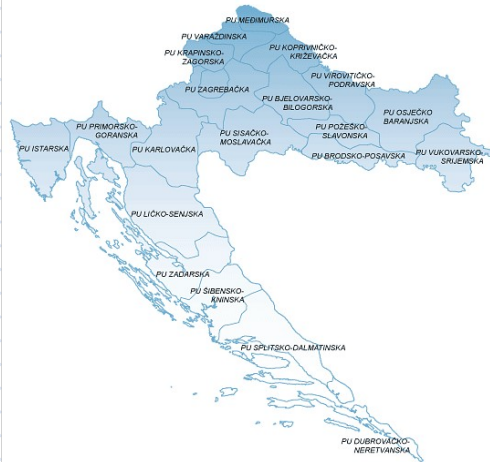 PU MEĐIMURSKA
PU VARAŽDINSKA
PU KRAPINSKO-
ZAGORSKA
PU KOPRIVNIČKO-
KRIŽEVAČKA
PU ZAGREBAČKA
PU VIROVITIČKO-
PODRAVSKA
PU BJELOVARSKO-
BILOGORSKA
PU OSJEČKO
BARANJSKA
PU PRIMORSKO-
GORANSKA
PU SISAČKO-
MOSLAVAČKA
PU POŽEŠKO-
SLAVONSKA
PU ISTARSKA
PU KARLOVAČKA
PU BRODSKO-POSAVSKA
PU VUKOVARSKO-
SRIJEMSKA
PU LIČKO-SENJSKA
PU ZADARSKA
PU ŠIBENSKO-
KNINSKA
PU SPLITSKO-DALMATINSKA
PU DUBROVAČKO-
NERETVANSKA